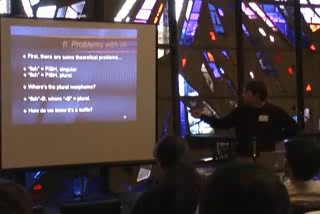 II. Problems with IA
First, there are some theoretical problems...
"fish" = FISH, singular
"fish" = FISH, plural
Where's the plural morpheme?
"fish"-Ø, where "-Ø" = plural.
How do we know it's a suffix?